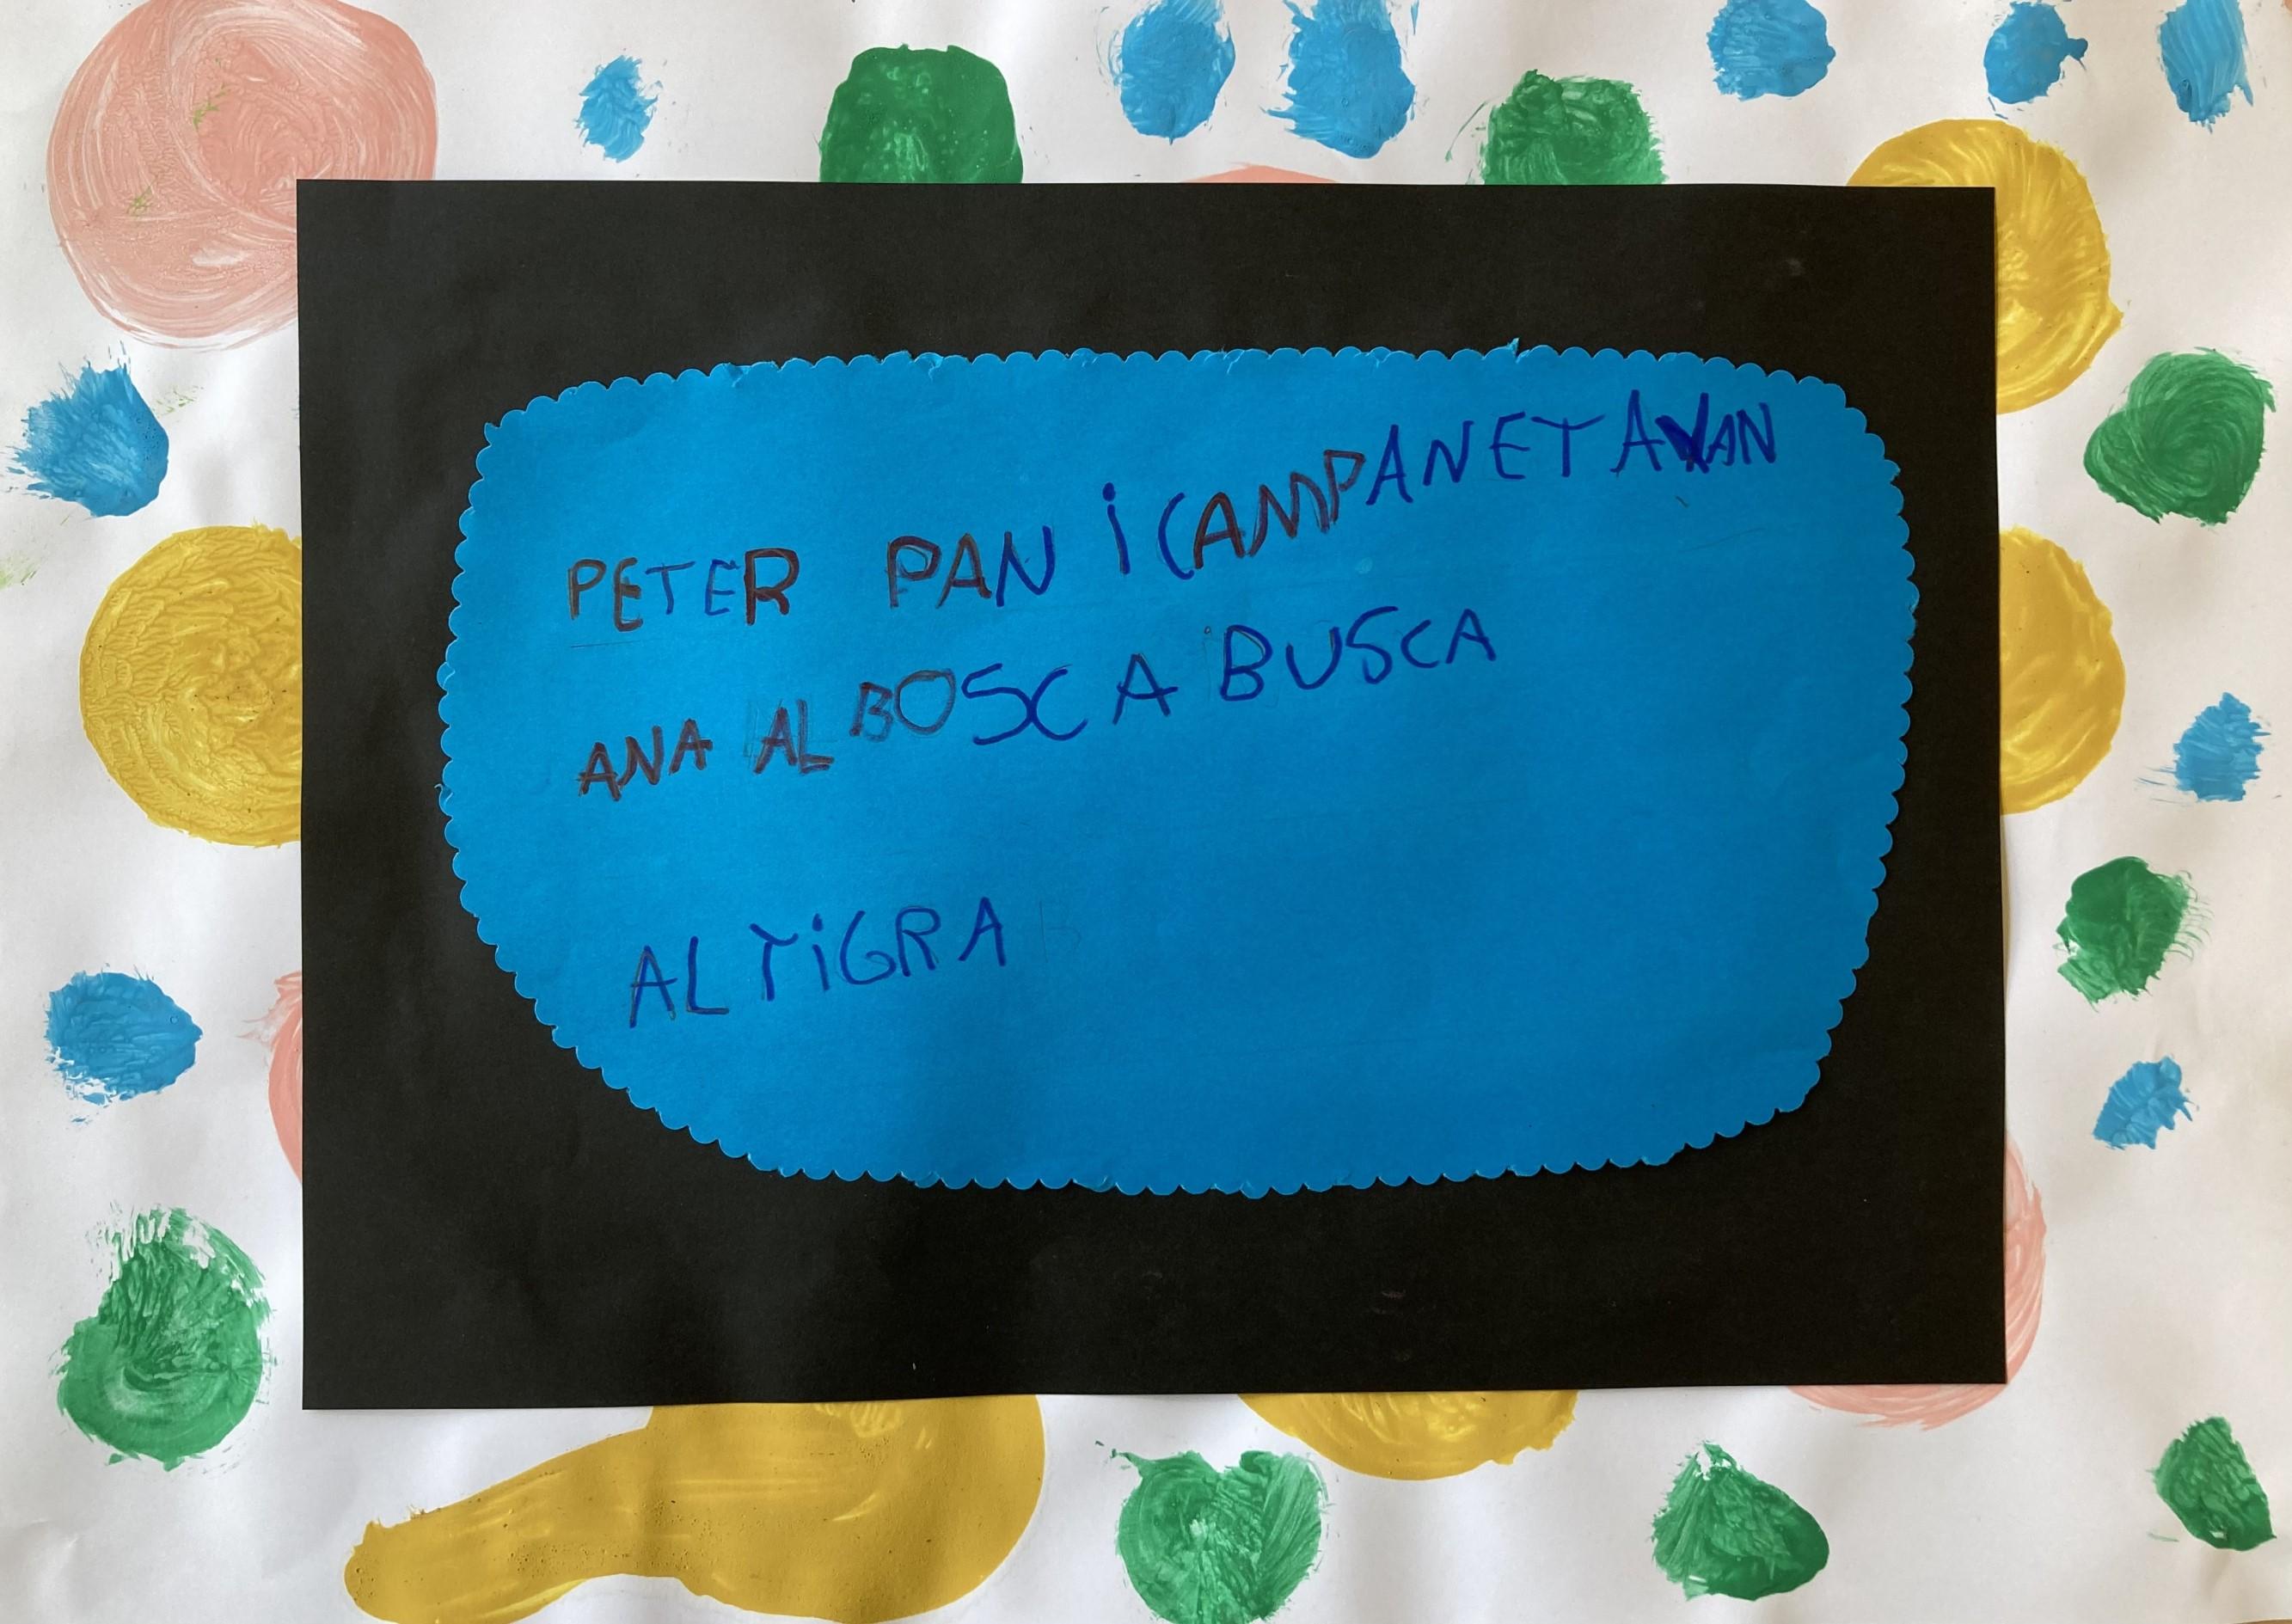 PETER PAN i CAMPANETA VAN
ANA AL BOSC A BUSCA
AL TiGRA